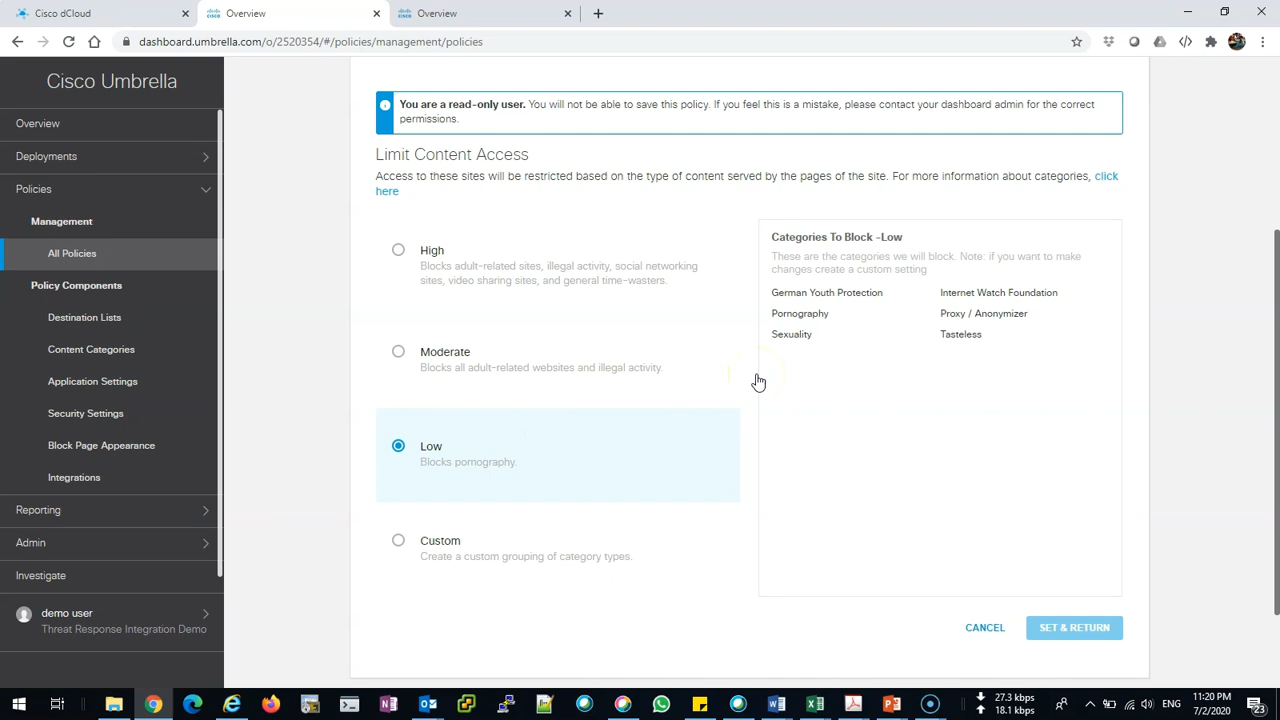 Cisco dCloud
Overview
Overview
dashboard.umbrella.com/o/2520354/#/policies/management/policies
Cisco Umbrella
Overview
Deployments
Policies
Management
All Policies
Policy Components
Destination Lists
Content Categories
Application Settings
Security Settings
Block Page Appearance
Integrations
Reporting
Admin
Investigate
demo user
Threat Response Integration Demo
You are a read-only user. You will not be able to save this policy. If you feel this is a mistake, please contact your dashboard admin for the correct
permissions.
Limit Content Access
Access to these sites will be restricted based on the type of content served by the pages of the site. For more information about categories, click
here
High
Blocks adult-related sites, illegal activity, social networking
sites, video sharing sites, and general time-wasters.
Moderate
Blocks all adult-related websites and illegal activity.
Low
Blocks pornography.
Custom
Create a custom grouping of category types.
Categories To Block -Low
These are the categories we will block. Note: if you want to make
changes create a custom setting
German Youth Protection
Internet Watch Foundation
Pornography
Proxy / Anonymizer
Sexuality
Tasteless
CANCEL
SET & RETURN
27.3 kbps
18.1 kbps
ENG
11:20 PM
7/2/2020
23